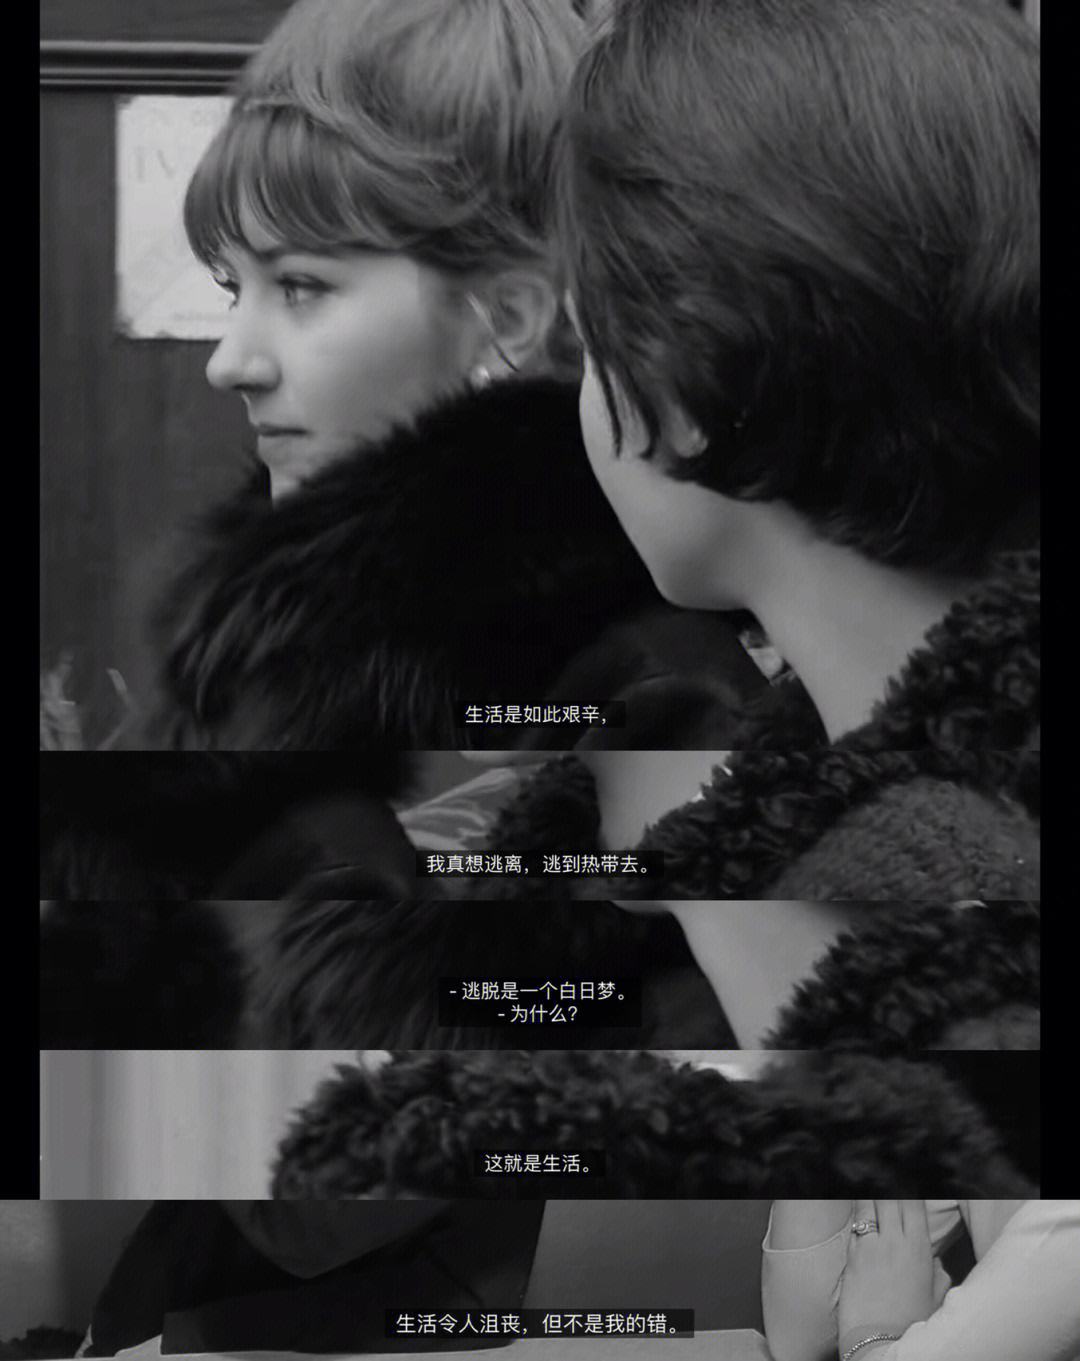 生活是如此艰辛，
我真想逃离，逃到热带去。
- 逃脱是一个白日梦。
- 为什么？
这就是生活。
生活令人沮丧，但不是我的错。